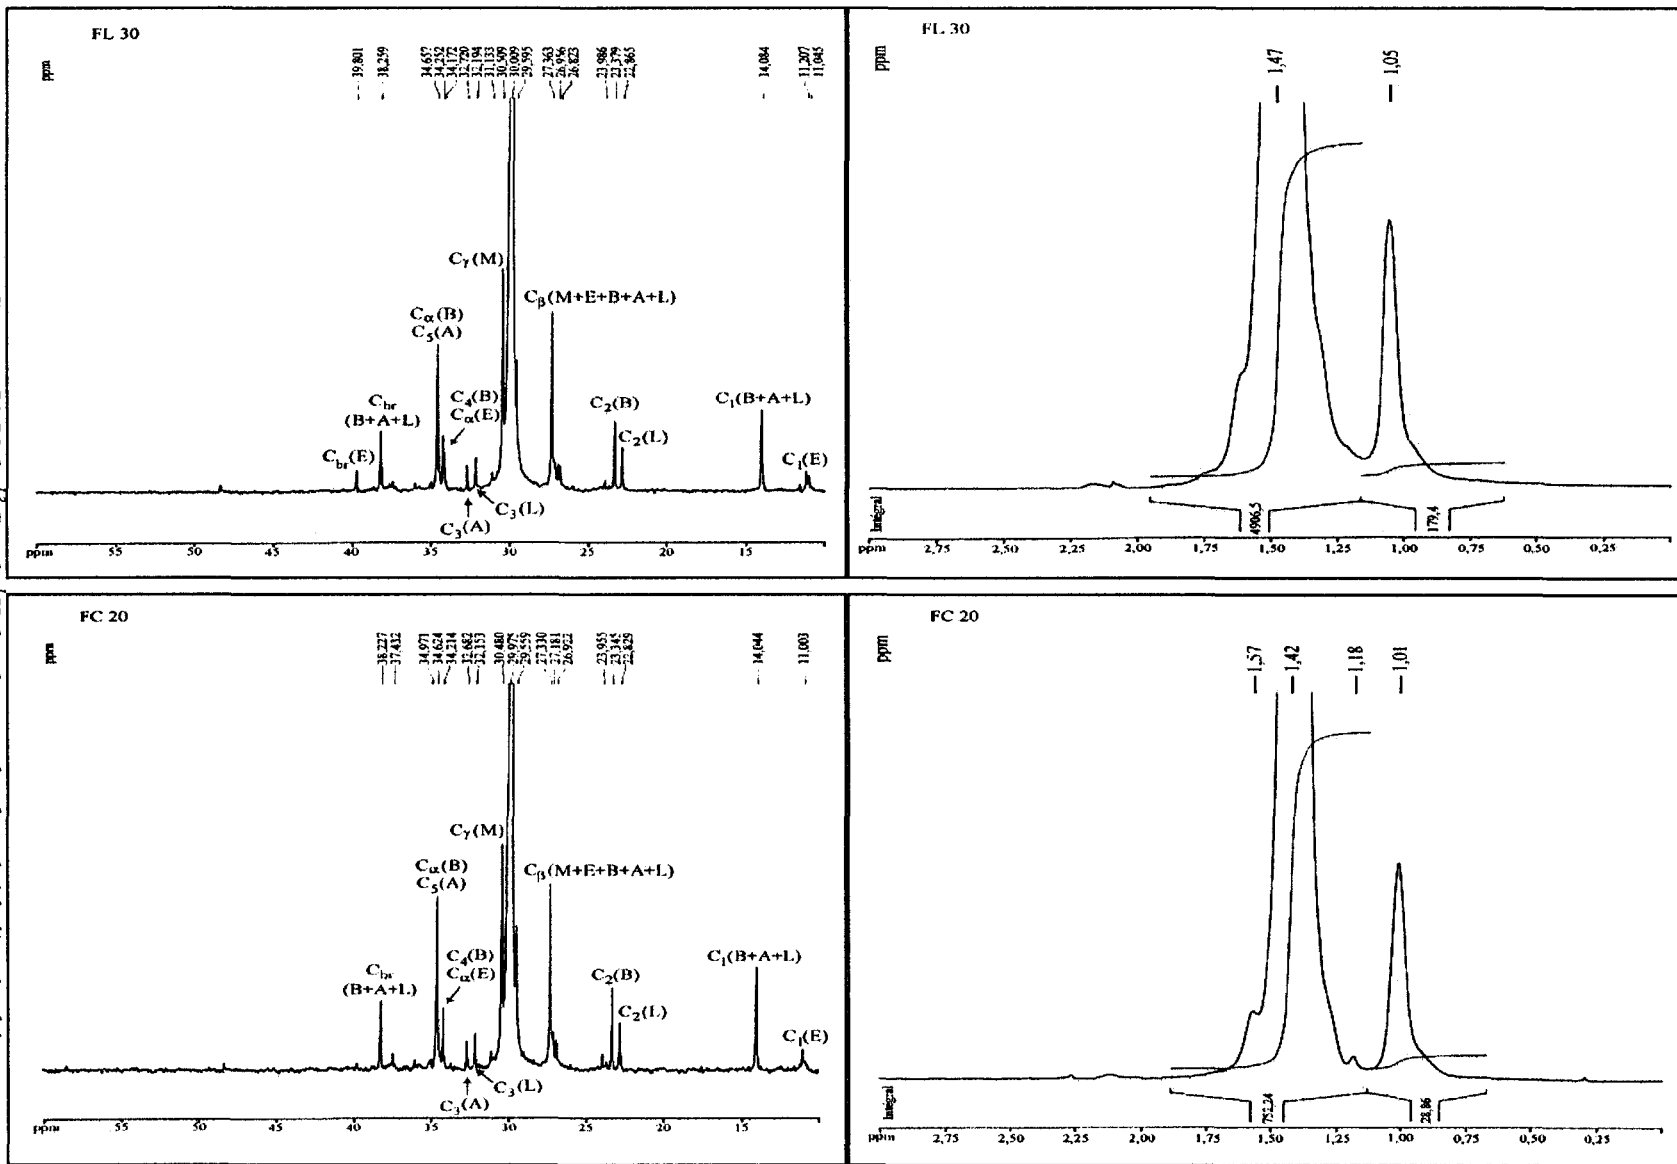 FL 30
ppm
39,801
38,259
34,657
34,252
34,172
32,720
32,194
31,133
30,509
30,009
29,595
27,363
26,956
26,823
23,986
23,379
22,865
14,084
11,207
11,045
Cγ(M)
Cβ(M+E+B+A+L)
Cα(B)
C5(A)
C4(B)
Cα(E)
Cbr
(B+A+L)
C2(B)
C1(B+A+L)
C2(L)
Cbr(E)
C1(E)
C3(L)
C3(A)
ppm 55 50 45 40 35 30 25 20 15 10
FL 30
ppm
1,47
1,05
Intégral
4906,5
179,4
ppm 2,75 2,50 2,25 2,00 1,75 1,50 1,25 1,00 0,75 0,50 0,25
FC 20
ppm
38,227
37,432
34,971
34,624
34,214
32,682
32,153
30,480
29,975
29,559
27,330
27,181
26,922
23,955
23,345
22,829
14,044
11,003
Cγ(M)
Cα(B)
C5(A)
Cβ(M+E+B+A+L)
C4(B)
Cα(E)
Cbr
(B+A+L)
C2(B)
C1(B+A+L)
C2(L)
C1(E)
C3(L)
C3(A)
ppm 55 50 45 40 35 30 25 20 15
FC 20
ppm
1,57
1,42
1,18
1,01
Intégral
752,24
28,86
ppm 2,75 2,25 2,00 1,75 1,50 1,25 1,00 0,75 0,50 0,25